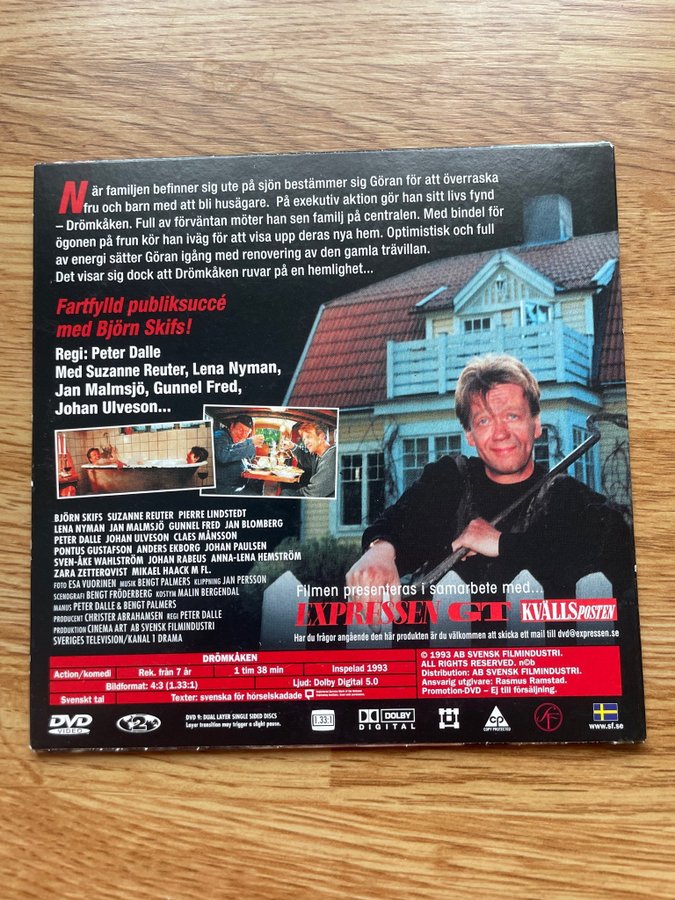 När familjen befinner sig ute på sjön bestämmer sig Göran för att överraska
fru och barn med att bli husägare. På exekutiv aktion gör han sitt livs fynd
– Drömkåken. Full av förväntan möter han sen familj på centralen. Med bindel för
ögonen på frun kör han iväg för att visa upp deras nya hem. Optimistisk och full
av energi sätter Göran igång med renovering av den gamla trävillan.
Det visar sig dock att Drömkåken ruvar på en hemlighet...
Fartfylld publiksuccé
med Björn Skifs!
Regi: Peter Dalle
Med Suzanne Reuter, Lena Nyman,
Jan Malmsjö, Gunnel Fred,
Johan Ulveson...
BJÖRN SKIFS SUZANNE REUTER PIERRE LINDSTEDT
LENA NYMAN JAN MALMSJÖ GUNNEL FRED JAN BLOMBERG
PETER DALLE JOHAN ULVESON CLAES MÅNSSON
PONTUS GUSTAFSON ANDERS EKBORG JOHAN PAULSEN
SVEN-ÅKE WAHLSTRÖM JOHAN RABEUS ANNA-LENA HEMSTRÖM
ZARA ZETTERQVIST MIKAEL HAACK M FL.
FOTO ESA VUORINEN MUSIK BENGT PALMERS KLIPPNING JAN PERSSON
SCENOGRAFI BENGT FRÖDERBERG KOSTYM MALIN BERGENDAL
MANUS PETER DALLE & BENGT PALMERS
PRODUCENT CHRISTER ABRAHAMSEN REGI PETER DALLE
PRODUKTION CINEMA ART AB SVENSK FILMINDUSTRI
SVERIGES TELEVISION/KANAL 1 DRAMA
Filmen presenteras i samarbete med...
EXPRESSEN GT KVÄLLSPOSTEN
Har du frågor angående den här produkten är du välkommen att skicka ett mail till dvd@expressen.se
DRÖMKÅKEN
Action/komedi Rek. från 7 år 1 tim 38 min Inspelad 1993
Bildformat: 4:3 (1.33:1) Ljud: Dolby Digital 5.0
Svenskt tal Texter: svenska för hörselskadade
© 1993 AB SVENSK FILMINDUSTRI.
ALL RIGHTS RESERVED. n©b
Distribution: AB SVENSK FILMINDUSTRI.
Ansvarig utgivare: Rasmus Ramstad.
Promotion-DVD – Ej till försäljning.
DVD VIDEO
2
DVD 9: DUAL LAYER SINGLE SIDED DISCS
Layer transition may trigger a slight pause.
1.33:1
DOLBY DIGITAL
CP
COPY PROTECTED
SF
www.sf.se